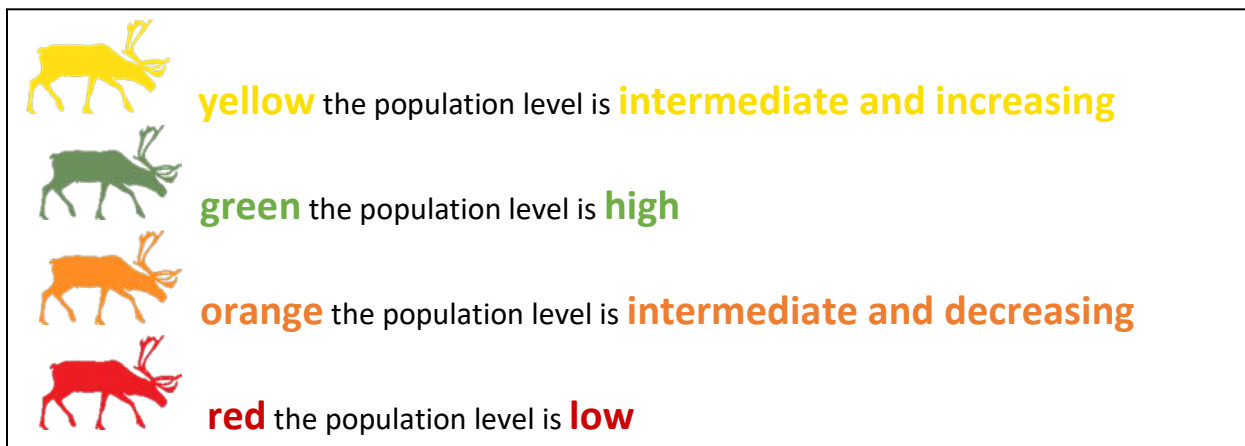 yellow the population level is intermediate and increasing
green the population level is high
orange the population level is intermediate and decreasing
red the population level is low